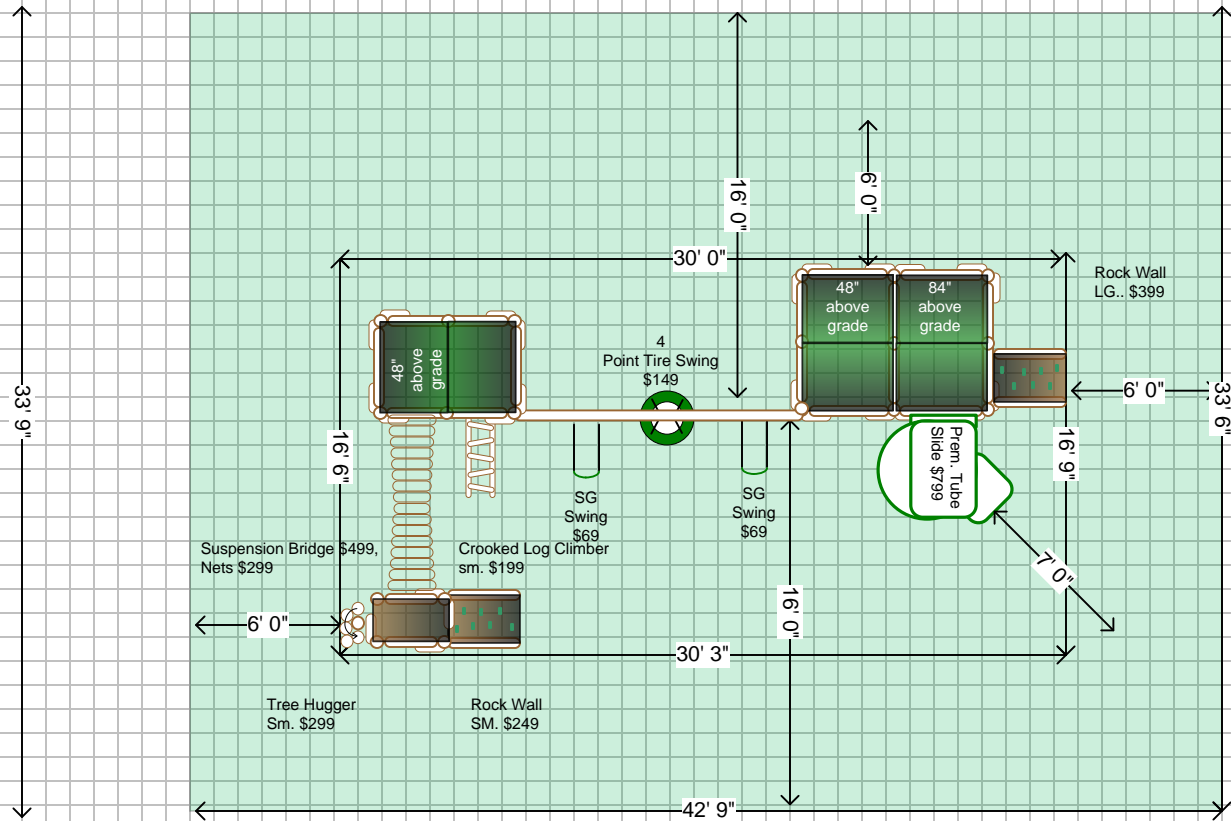 16' 0"
6' 0"
30' 0"
Rock Wall
LG.. $399
48"
above
grade
84"
above
grade
48"
above
grade
4
Point Tire Swing
$149
33' 9"
6' 0"
33' 6"
16' 6"
16' 9"
Prem. Tube
Slide $799
SG
Swing
$69
SG
Swing
$69
Suspension Bridge $499,
Nets $299
Crooked Log Climber
sm. $199
7' 0"
6' 0"
16' 0"
30' 3"
Tree Hugger
Sm. $299
Rock Wall
SM. $249
42' 9"